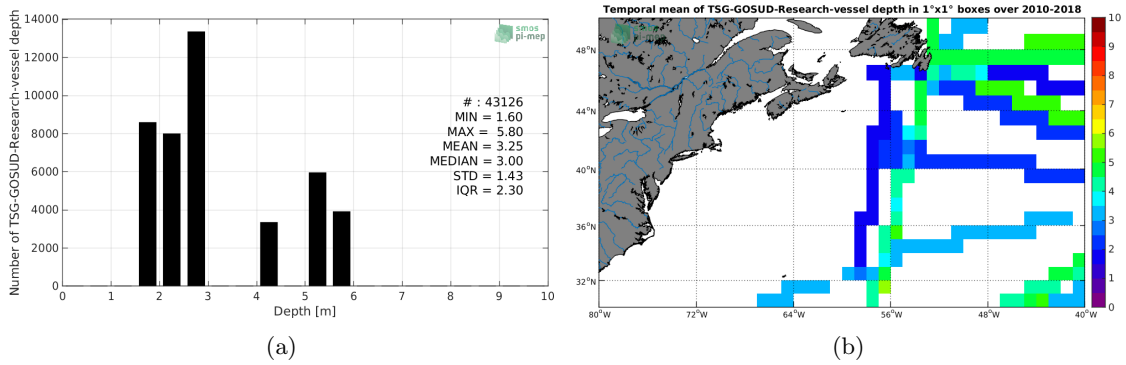 Number of TSG-GOSUD-Research-vessel depth
14000
12000
10000
8000
6000
4000
2000
0
0 1 2 3 4 5 6 7 8 9 10
Depth [m]
smos
pi-mep
# : 43126
MIN = 1.60
MAX = 5.80
MEAN = 3.25
MEDIAN = 3.00
STD = 1.43
IQR = 2.30
(a)
Temporal mean of TSG-GOSUD-Research-vessel depth in 1°x1° boxes over 2010-2018
smos
pi-mep
48°N
44°N
40°N
36°N
32°N
80°W 72°W 64°W 56°W 48°W 40°W
10
9
8
7
6
5
4
3
2
1
0
(b)